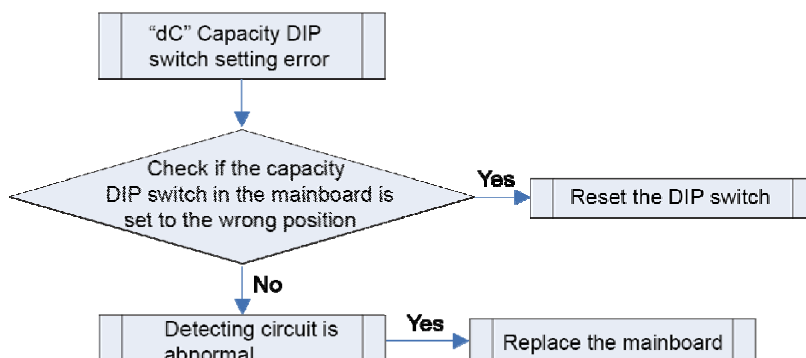 “dC” Capacity DIP
switch setting error
Check if the capacity
DIP switch in the mainboard is
set to the wrong position
Yes
Reset the DIP switch
No
Detecting circuit is
abnormal
Yes
Replace the mainboard